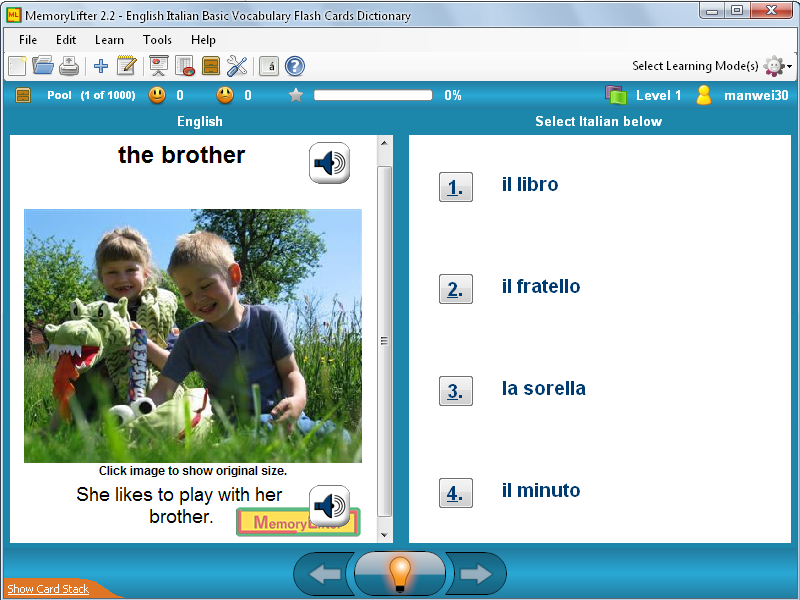 MemoryLifter 2.2 - English Italian Basic Vocabulary Flash Cards Dictionary
File Edit Learn Tools Help
á
Select Learning Mode(s)
Pool (1 of 1000) 0 0 0% Level 1 manwei30
English
Select Italian below
the brother
Click image to show original size.
She likes to play with her
brother.
MemoryLifter
1. il libro
2. il fratello
3. la sorella
4. il minuto
Show Card Stack